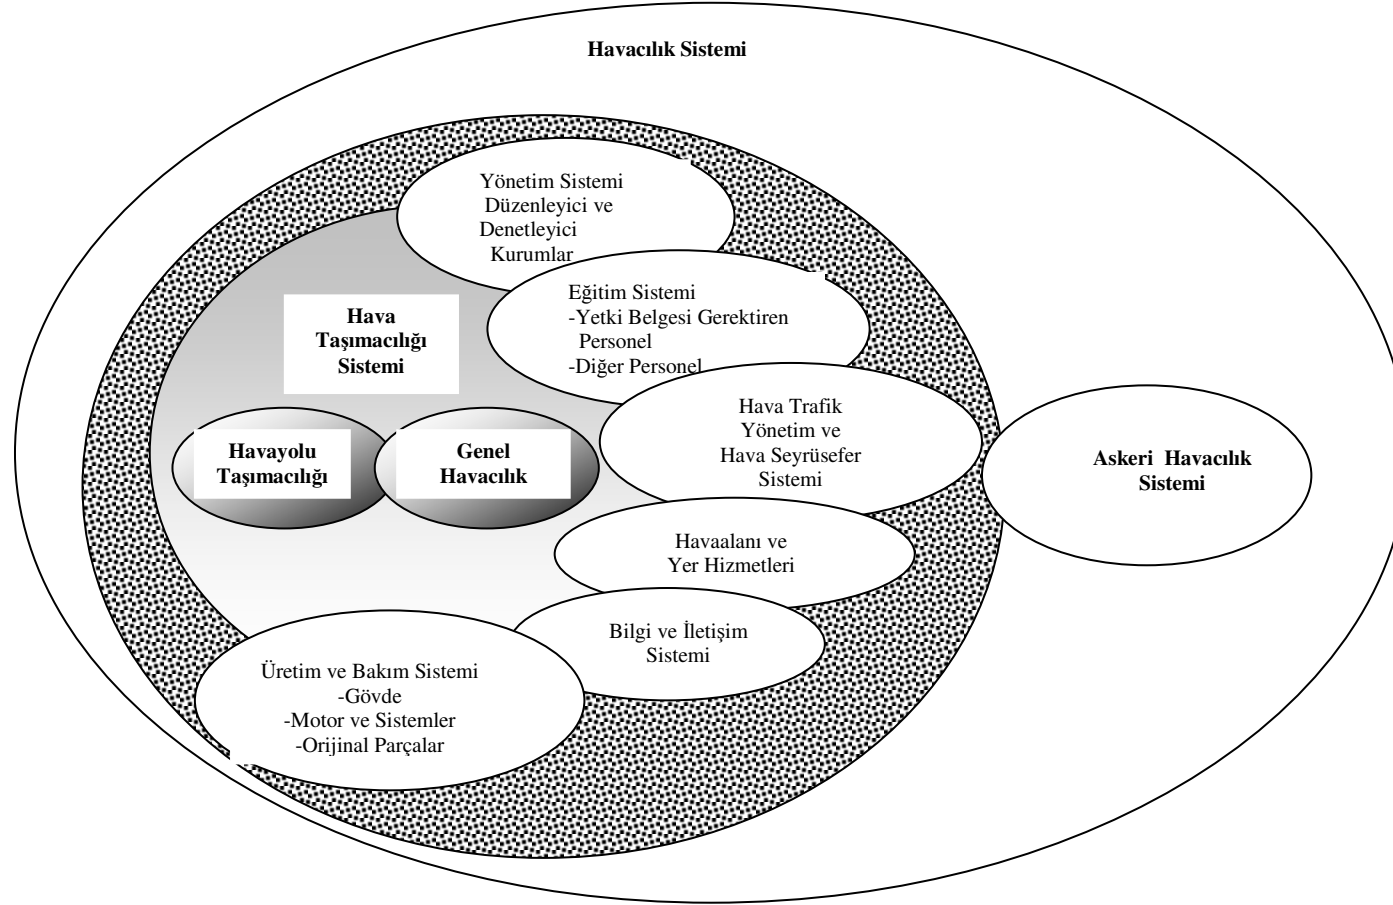 Havacılık Sistemi
Yönetim Sistemi
Düzenleyici ve
Denetleyici
Kurumlar
Eğitim Sistemi
-Yetki Belgesi Gerektiren
Personel
-Diğer Personel
Hava
Taşımacılığı
Sistemi
Hava Trafik
Yönetim ve
Hava Seyrüsefer
Sistemi
Havayolu
Taşımacılığı
Genel
Havacılık
Askeri Havacılık
Sistemi
Havaalanı ve
Yer Hizmetleri
Bilgi ve İletişim
Sistemi
Üretim ve Bakım Sistemi
-Gövde
-Motor ve Sistemler
-Orijinal Parçalar